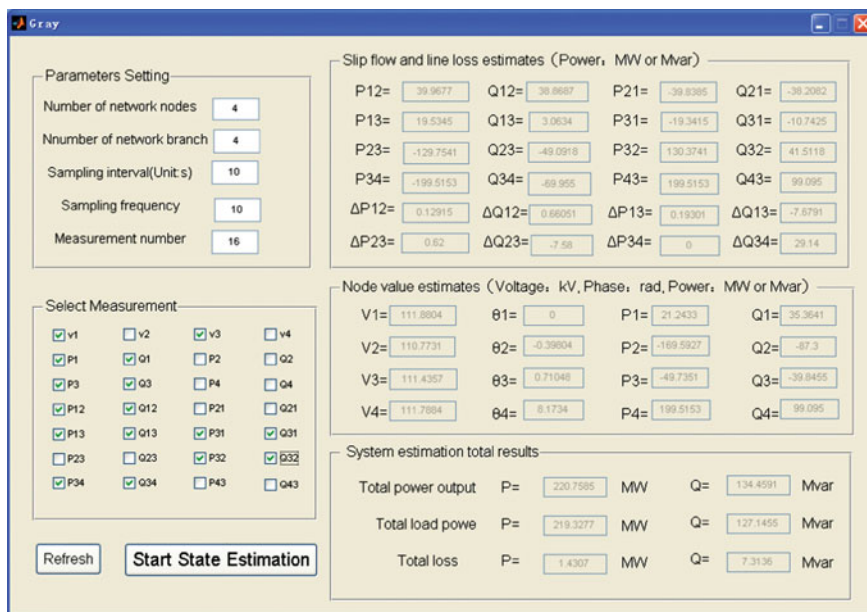 Gray
Parameters Setting
Number of network nodes 4
Nnumber of network branch 4
Sampling interval(Unit:s) 10
Sampling frequency 10
Measurement number 16
Select Measurement
v1 v2 v3 v4
P1 Q1 P2 Q2
P3 Q3 P4 Q4
P12 Q12 P21 Q21
P13 Q13 P31 Q31
P23 Q23 P32 Q32
P34 Q34 P43 Q43
Refresh Start State Estimation
Slip flow and line loss estimates (Power: MW or Mvar)
P12= 39.9677 Q12= 38.8687 P21= -39.8385 Q21= -38.2082
P13= 19.5345 Q13= 3.0634 P31= -19.3415 Q31= -10.7425
P23= -129.7541 Q23= -49.0918 P32= 130.3741 Q32= 41.5118
P34= -199.5153 Q34= -69.955 P43= 199.5153 Q43= 99.095
ΔP12= 0.12915 ΔQ12= 0.66051 ΔP13= 0.19301 ΔQ13= -7.6791
ΔP23= 0.62 ΔQ23= -7.58 ΔP34= 0 ΔQ34= 29.14
Node value estimates (Voltage: kV, Phase: rad, Power: MW or Mvar)
V1= 111.8804 θ1= 0 P1= 21.2433 Q1= 35.3641
V2= 110.7731 θ2= -0.39804 P2= -169.5927 Q2= -87.3
V3= 111.4357 θ3= 0.71048 P3= -49.7351 Q3= -39.8455
V4= 111.7884 θ4= 8.1734 P4= 199.5153 Q4= 99.095
System estimation total results
Total power output P= 220.7585 MW Q= 134.4591 Mvar
Total load powe P= 219.3277 MW Q= 127.1455 Mvar
Total loss P= 1.4307 MW Q= 7.3136 Mvar